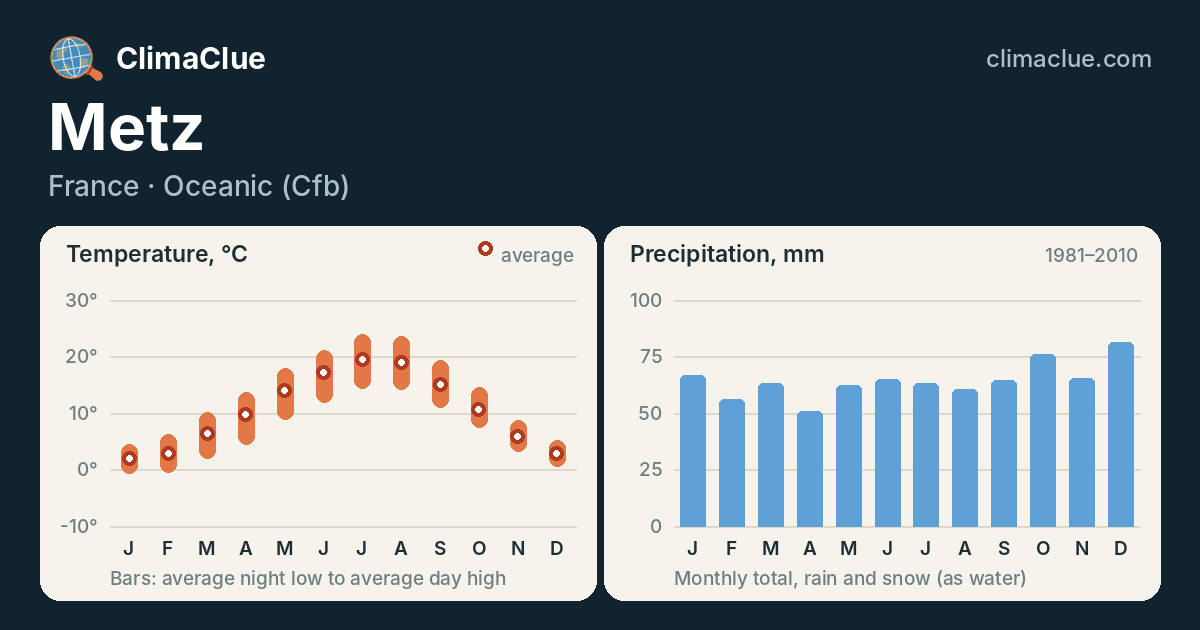 ClimaClue
climaclue.com
Metz
France · Oceanic (Cfb)
Temperature, °C
average
30°
20°
10°
0°
-10°
J F M A M J J A S O N D
Bars: average night low to average day high
Precipitation, mm
1981–2010
100
75
50
25
0
J F M A M J J A S O N D
Monthly total, rain and snow (as water)